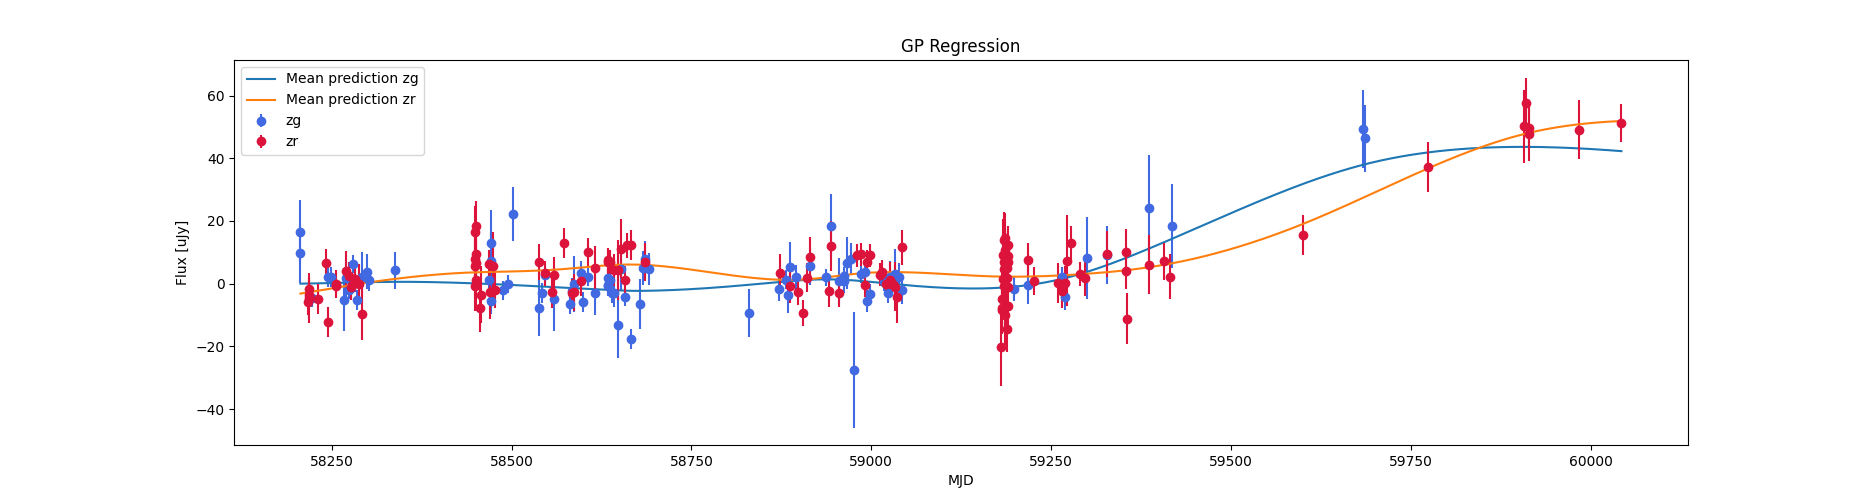 GP Regression
Mean prediction zg
Mean prediction zr
zg
zr
Flux [uJy]
60
40
20
0
−20
−40
58250 58500 58750 59000 59250 59500 59750 60000
MJD